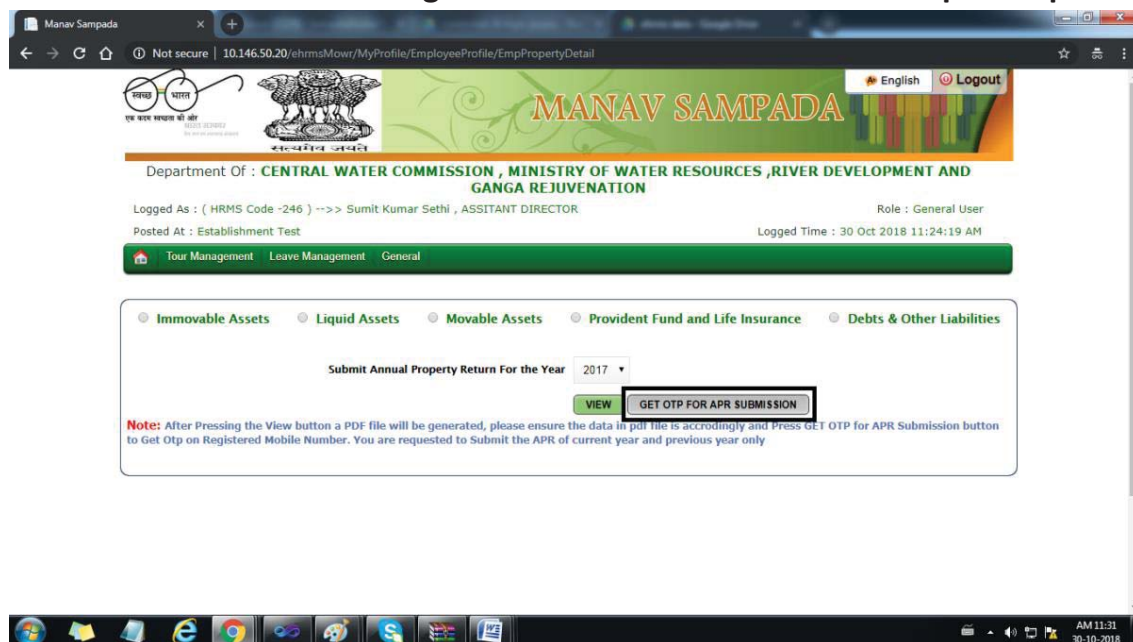 Manav Sampada
Not secure | 10.146.50.20/ehrmsMowr/MyProfile/EmployeeProfile/EmpPropertyDetail
स्वच्छ भारत
एक कदम स्वच्छता की ओर
सत्यमेव जयते
MANAV SAMPADA
English
Logout
Department Of : CENTRAL WATER COMMISSION , MINISTRY OF WATER RESOURCES ,RIVER DEVELOPMENT AND
GANGA REJUVENATION
Logged As : ( HRMS Code -246 ) -->> Sumit Kumar Sethi , ASSITANT DIRECTOR
Role : General User
Posted At : Establishment Test
Logged Time : 30 Oct 2018 11:24:19 AM
Tour Management Leave Management General
Immovable Assets Liquid Assets Movable Assets Provident Fund and Life Insurance Debts & Other Liabilities
Submit Annual Property Return For the Year 2017
VIEW GET OTP FOR APR SUBMISSION
Note: After Pressing the View button a PDF file will be generated, please ensure the data in pdf file is accrodingly and Press GET OTP for APR Submission button
to Get Otp on Registered Mobile Number. You are requested to Submit the APR of current year and previous year only
AM 11:31
30-10-2018